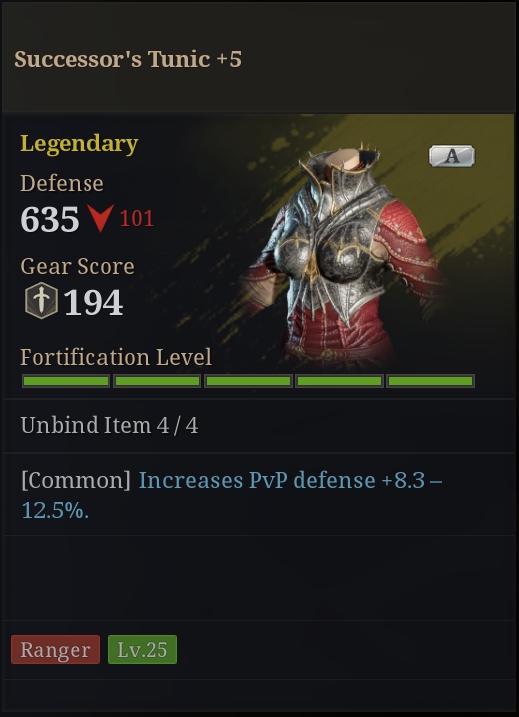 Successor's Tunic +5
Legendary
A
Defense
635 101
Gear Score
194
Fortification Level
Unbind Item 4 / 4
[Common] Increases PvP defense +8.3 –
12.5%.
Ranger Lv.25